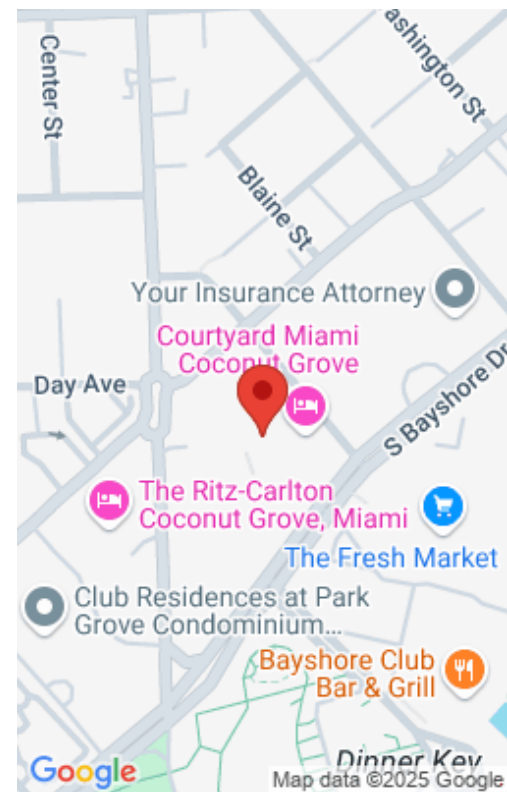 Center St
ashington St
Blaine St
Your Insurance Attorney
Courtyard Miami
Coconut Grove
Day Ave
S Bayshore Dr
The Ritz-Carlton
Coconut Grove, Miami
The Fresh Market
Club Residences at Park
Grove Condominium...
Bayshore Club
Bar & Grill
Dinner Key
Google
Map data ©2025 Google